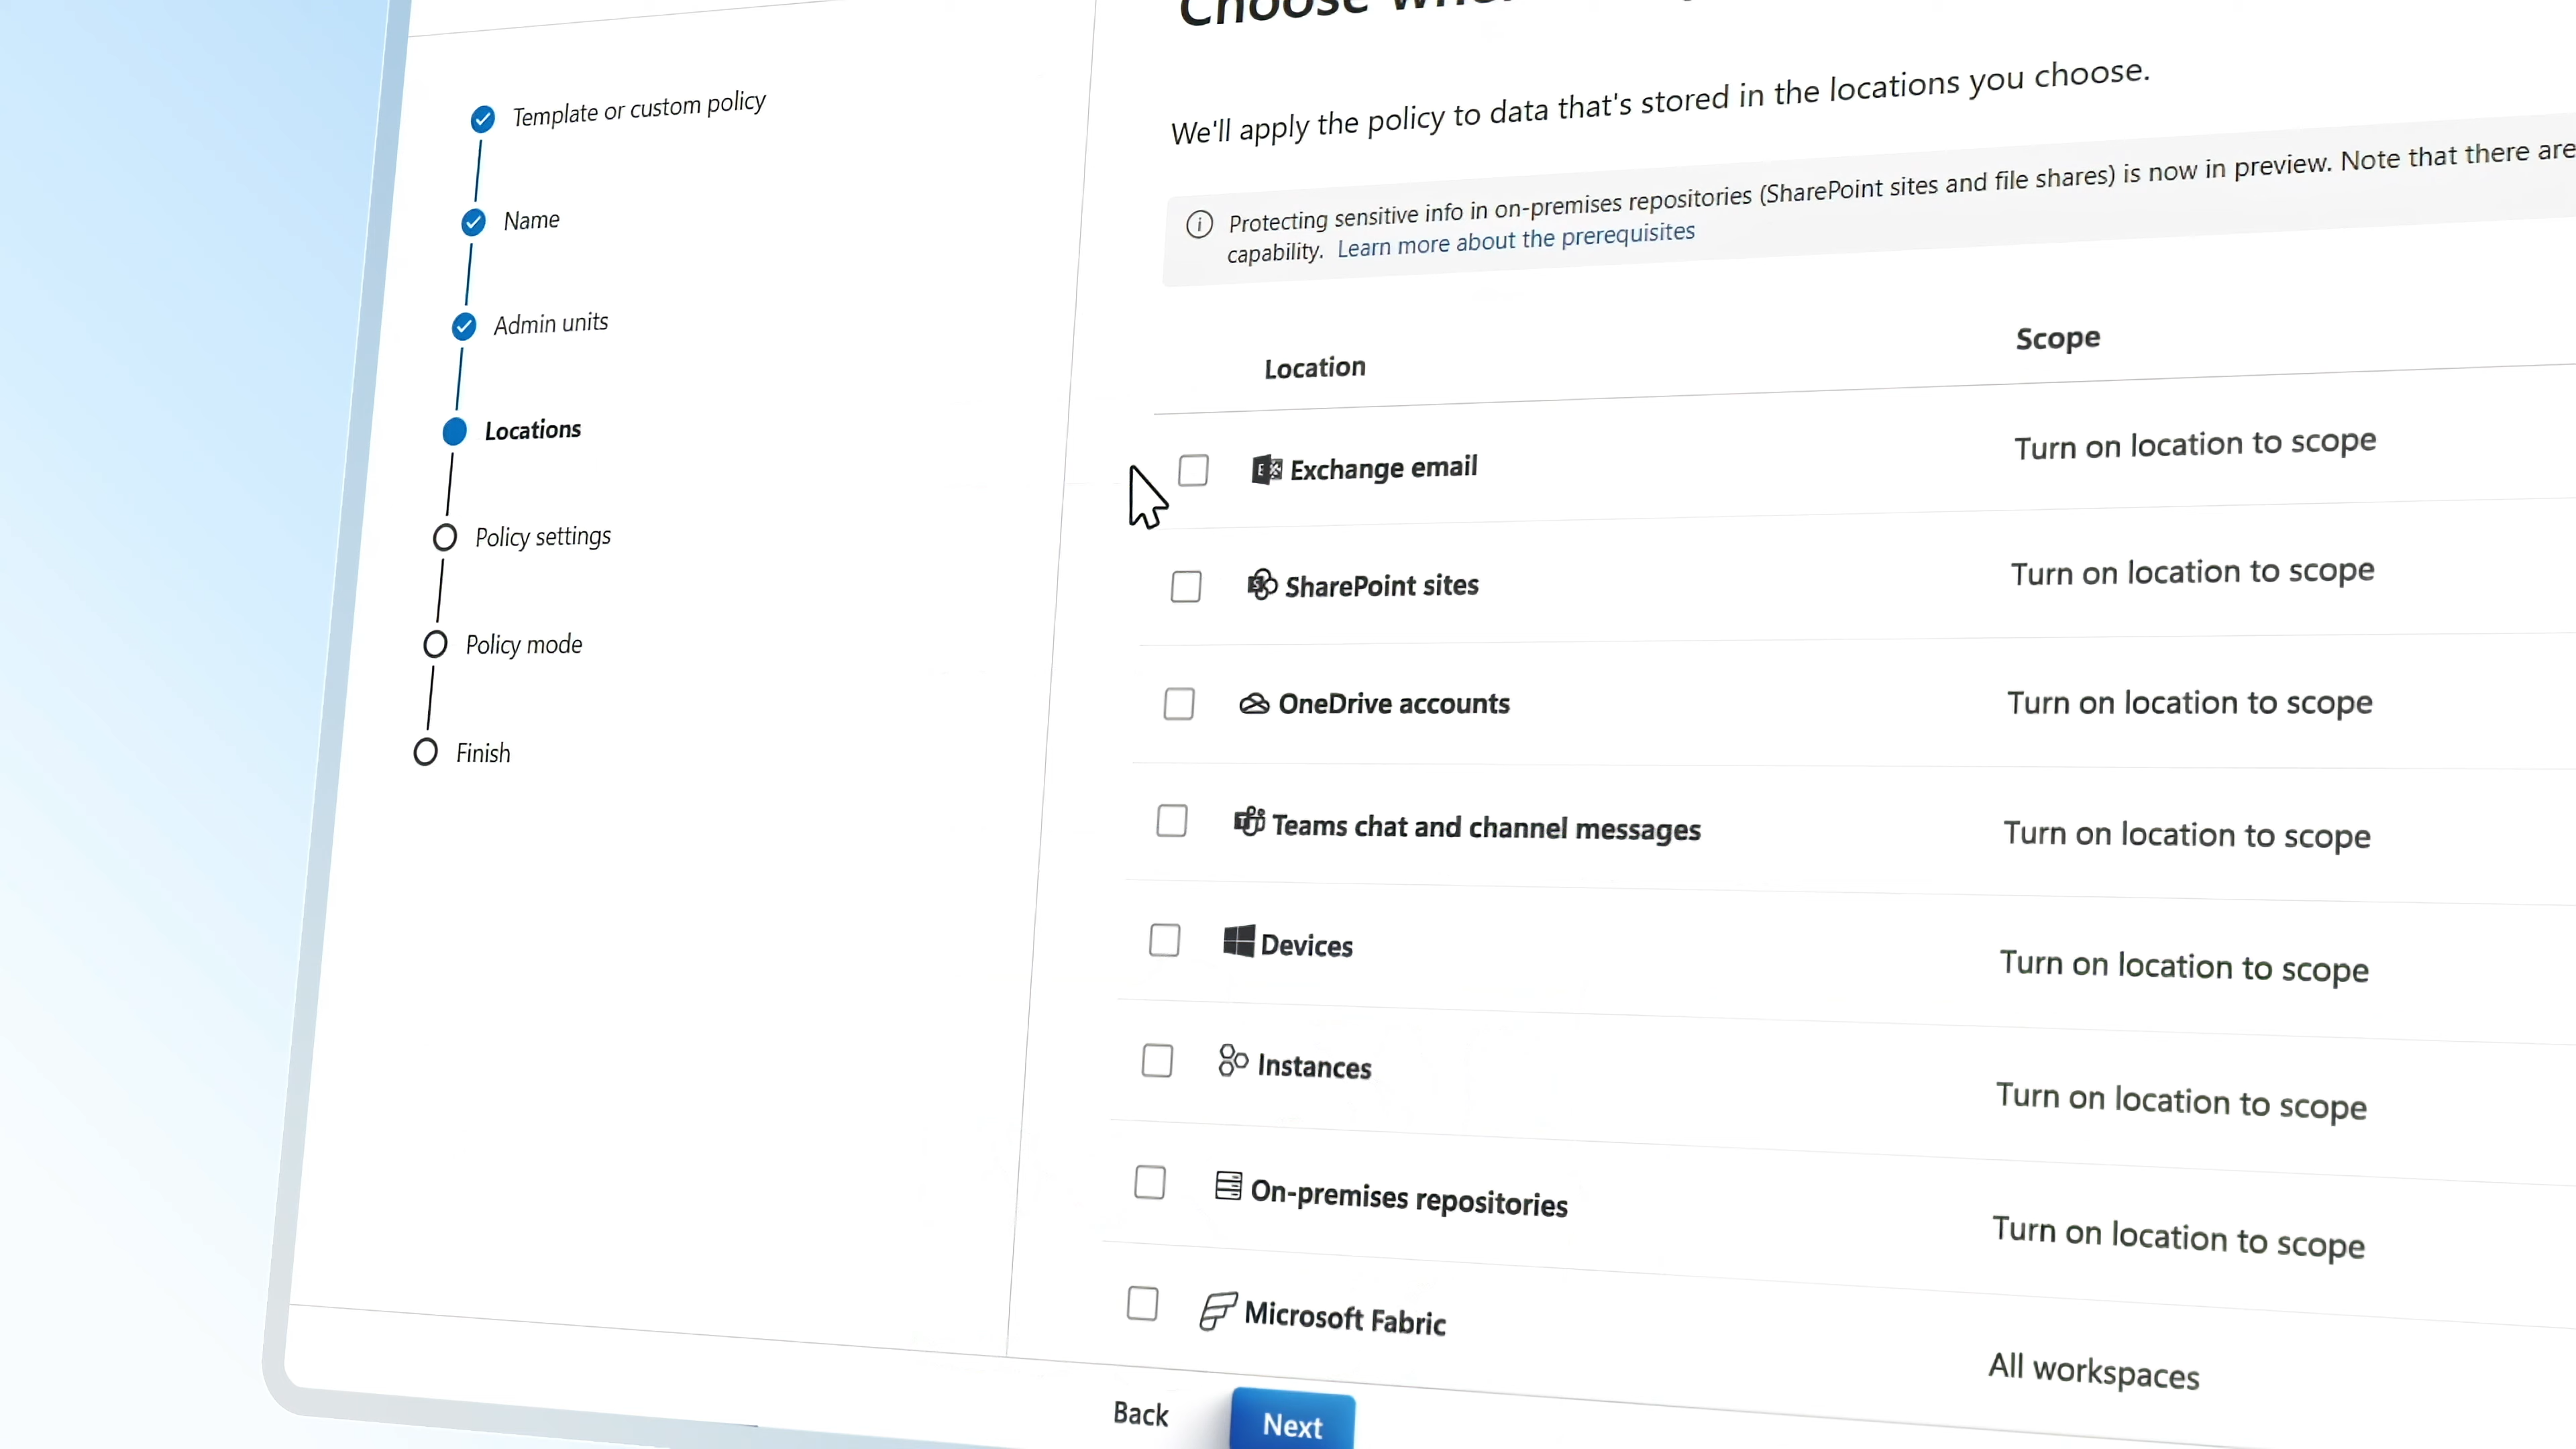 Template or custom policy
Name
Admin units
Locations
Policy settings
Policy mode
Finish
Choose
We'll apply the policy to data that's stored in the locations you choose.
Protecting sensitive info in on-premises repositories (SharePoint sites and file shares) is now in preview. Note that there are
capability. Learn more about the prerequisites
Location Scope
Exchange email Turn on location to scope
SharePoint sites Turn on location to scope
OneDrive accounts Turn on location to scope
Teams chat and channel messages Turn on location to scope
Devices Turn on location to scope
Instances Turn on location to scope
On-premises repositories Turn on location to scope
Microsoft Fabric All workspaces
Back Next